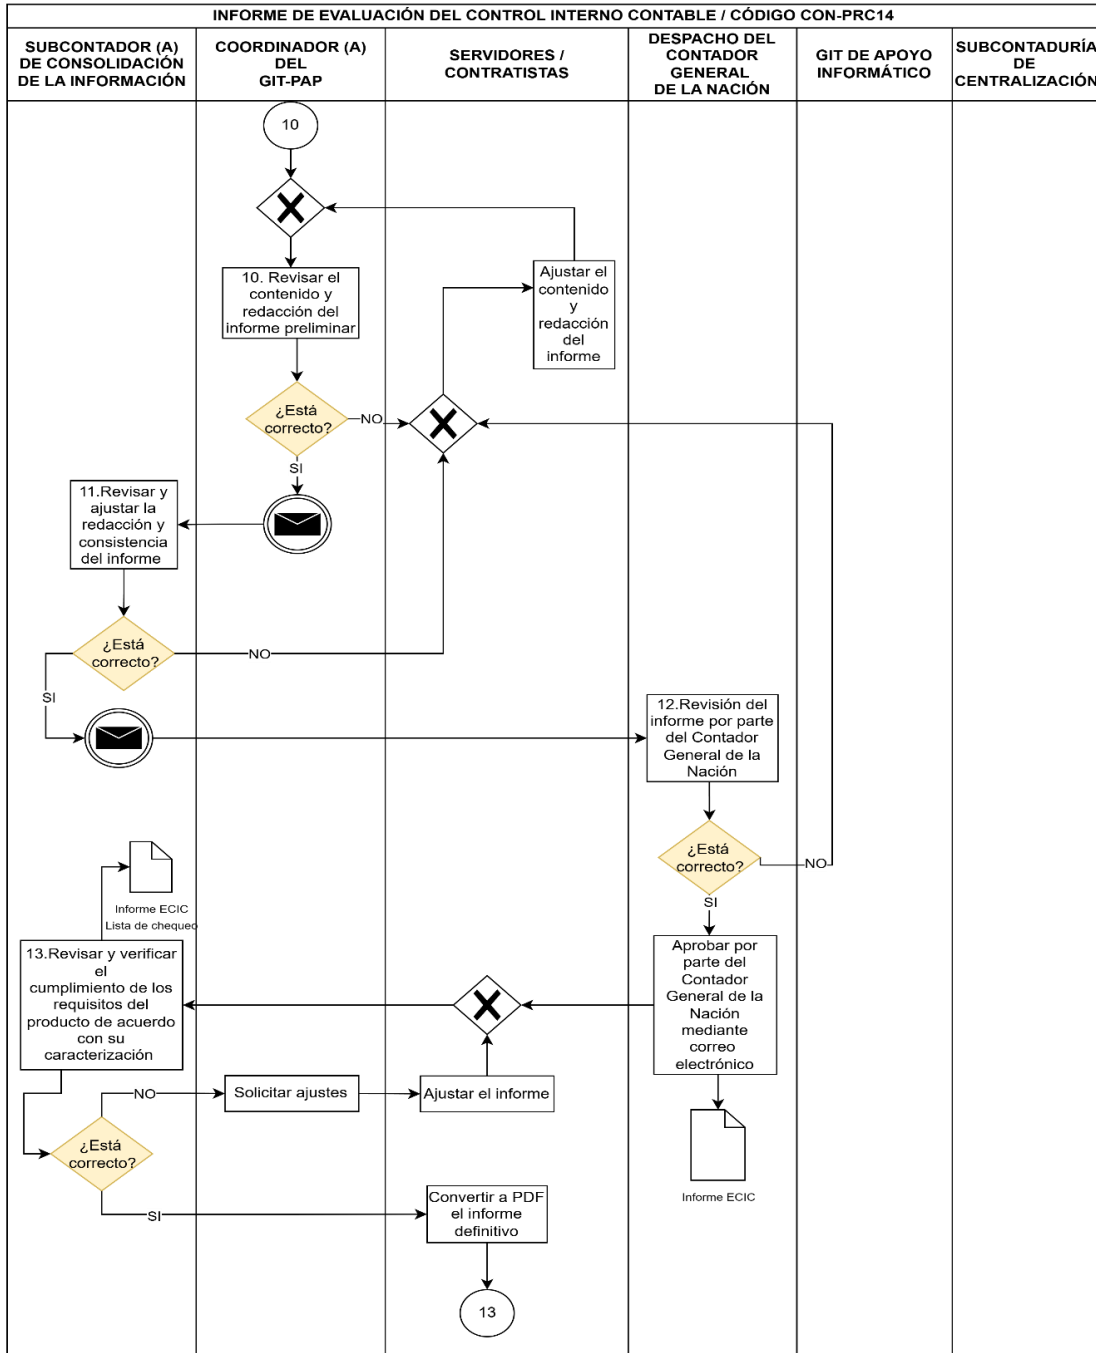 INFORME DE EVALUACIÓN DEL CONTROL INTERNO CONTABLE / CÓDIGO CON-PRC14
SUBCONTADOR (A)
DE CONSOLIDACIÓN
DE LA INFORMACIÓN
COORDINADOR (A)
DEL
GIT-PAP
SERVIDORES /
CONTRATISTAS
DESPACHO DEL
CONTADOR
GENERAL
DE LA NACIÓN
GIT DE APOYO
INFORMÁTICO
SUBCONTADURÍA
DE
CENTRALIZACIÓN
10
10. Revisar el
contenido y
redacción del
informe preliminar
Ajustar el
contenido
y
redacción
del
informe
¿Está
correcto?
NO
SI
11.Revisar y
ajustar la
redacción y
consistencia
del informe
¿Está
correcto?
NO
SI
12.Revisión del
informe por parte
del Contador
General de la
Nación
¿Está
correcto?
NO
SI
Informe ECIC
Lista de chequeo
13.Revisar y verificar
el
cumplimiento de los
requisitos del
producto de acuerdo
con su
caracterización
Aprobar por
parte del
Contador
General de la
Nación
mediante
correo
electrónico
NO
Solicitar ajustes
Ajustar el informe
¿Está
correcto?
Informe ECIC
SI
Convertir a PDF
el informe
definitivo
13